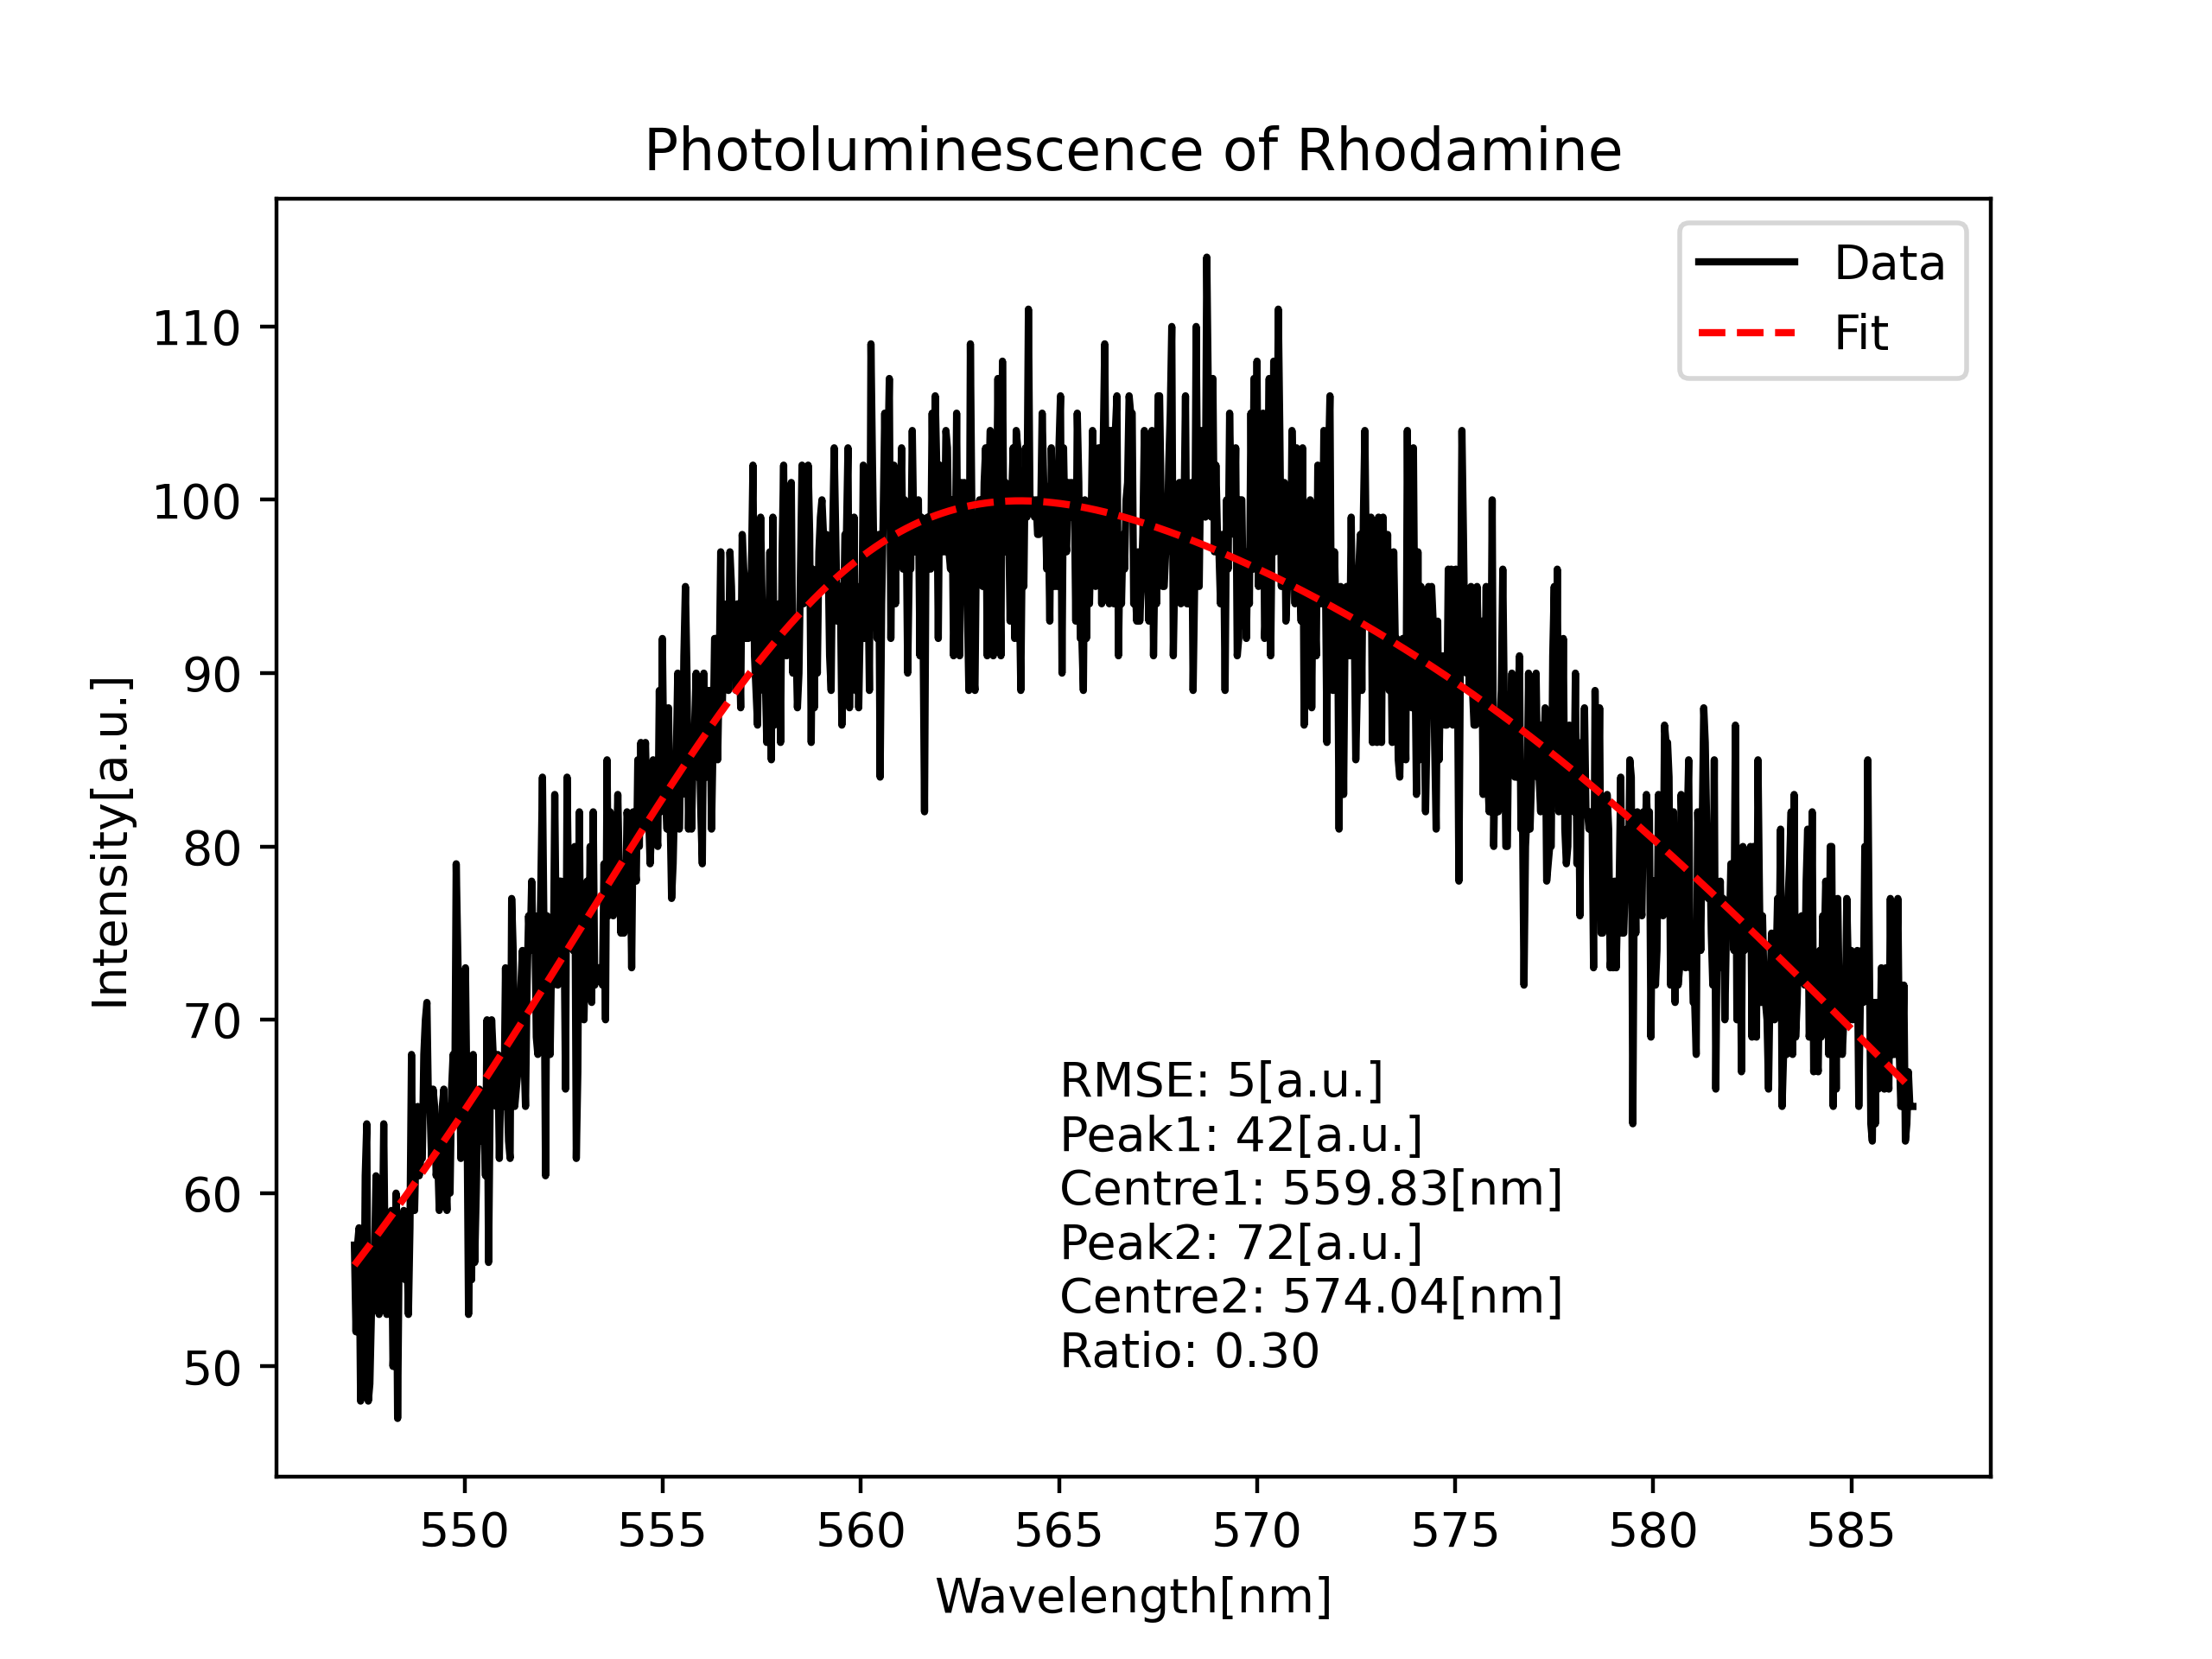 Photoluminescence of Rhodamine
Data
Fit
110
100
90
80
70
60
50
Intensity[a.u.]
RMSE: 5[a.u.]
Peak1: 42[a.u.]
Centre1: 559.83[nm]
Peak2: 72[a.u.]
Centre2: 574.04[nm]
Ratio: 0.30
550 555 560 565 570 575 580 585
Wavelength[nm]